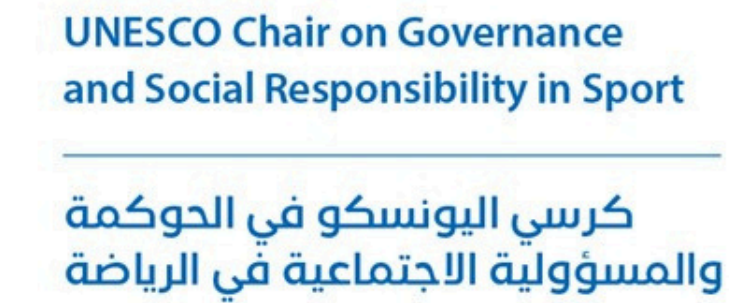 UNESCO Chair on Governance
and Social Responsibility in Sport
كرسي اليونسكو في الحوكمة
والمسؤولية الاجتماعية في الرياضة